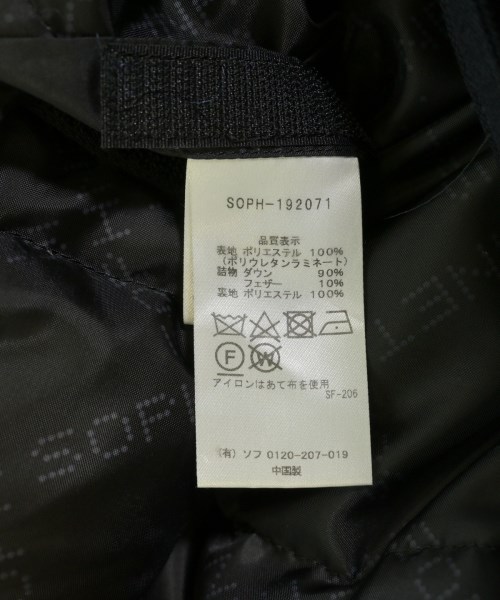 SOPH-192071
品質表示
表地 ポリエステル 100%
(ポリウレタンラミネート)
詰物 ダウン 90%
フェザー 10%
裏地 ポリエステル 100%
F W
アイロンはあて布を使用
SF-206
(有) ソフ 0120-207-019
中国製
SOPH